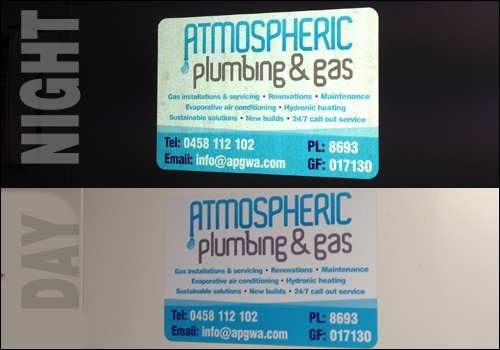 NIGHT
ATMOSPHERIC
plumbing & gas
Gas installations & servicing • Renovations • Maintenance
Evaporative air conditioning • Hydronic heating
Sustainable solutions • New builds • 24/7 call out service
Tel: 0458 112 102 PL: 8693
Email: info@apgwa.com GF: 017130
DAY
ATMOSPHERIC
plumbing & gas
Gas installations & servicing • Renovations • Maintenance
Evaporative air conditioning • Hydronic heating
Sustainable solutions • New builds • 24/7 call out service
Tel: 0458 112 102 PL: 8693
Email: info@apgwa.com GF: 017130